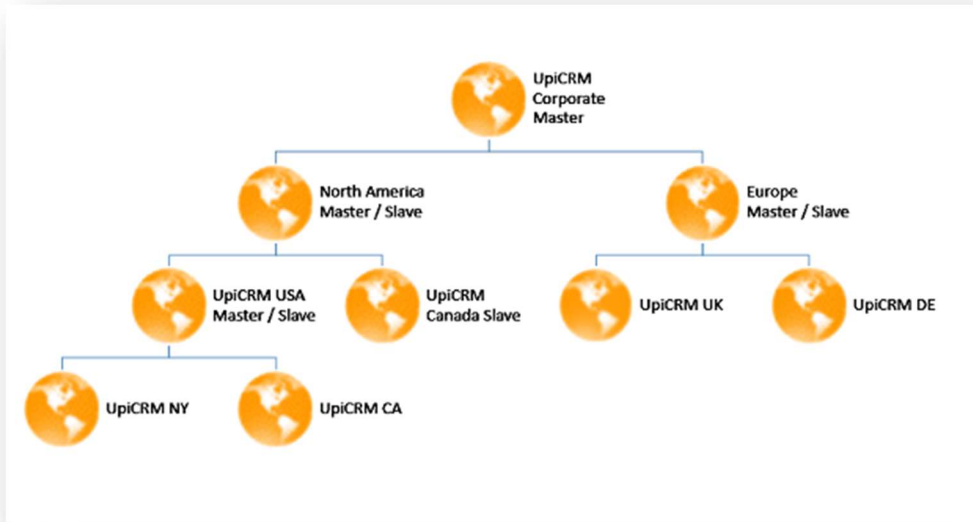 UpiCRM
Corporate
Master
North America
Master / Slave
Europe
Master / Slave
UpiCRM USA
Master / Slave
UpiCRM
Canada Slave
UpiCRM UK
UpiCRM DE
UpiCRM NY
UpiCRM CA